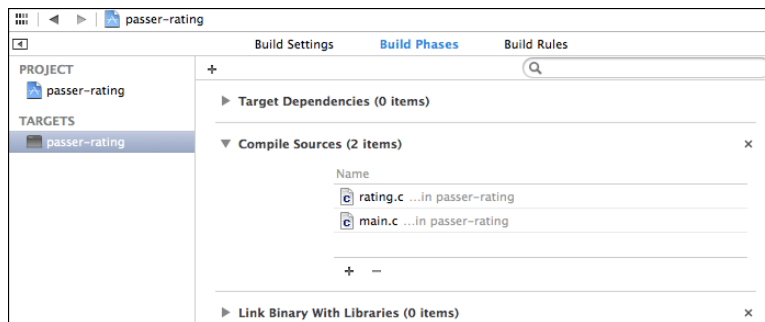 passer-rating
Build Settings Build Phases Build Rules
PROJECT
passer-rating
TARGETS
passer-rating
Target Dependencies (0 items)
Compile Sources (2 items)
Name
c rating.c ...in passer-rating
c main.c ...in passer-rating
Link Binary With Libraries (0 items)